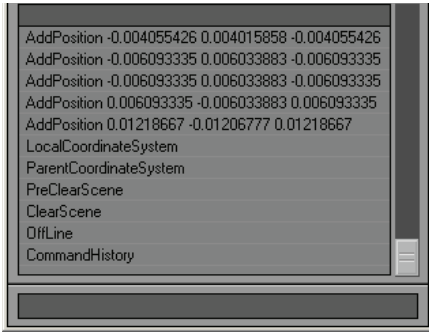 AddPosition -0.004055426 0.004015858 -0.004055426
AddPosition -0.006093335 0.006033883 -0.006093335
AddPosition -0.006093335 0.006033883 -0.006093335
AddPosition 0.006093335 -0.006033883 0.006093335
AddPosition 0.01218667 -0.01206777 0.01218667
LocalCoordinateSystem
ParentCoordinateSystem
PreClearScene
ClearScene
OffLine
CommandHistory